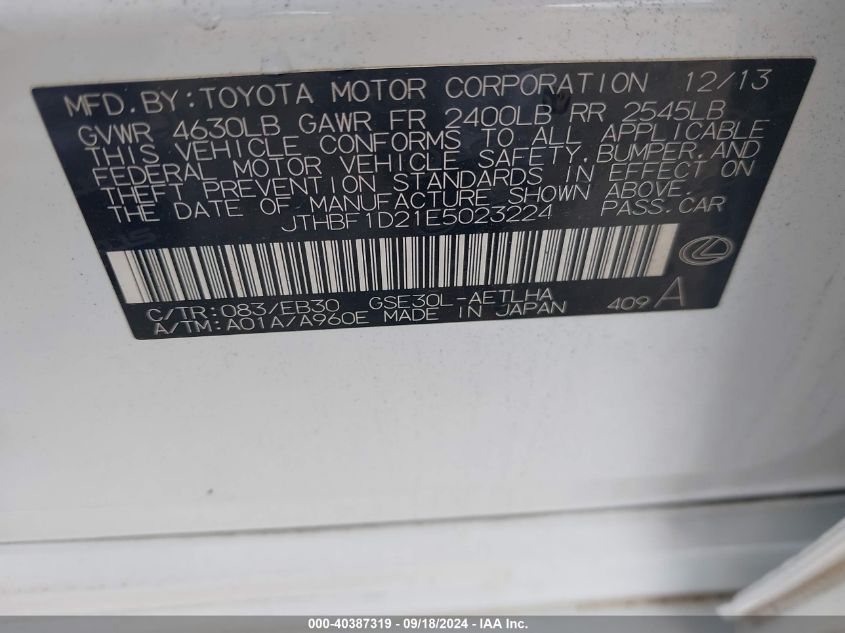 MFD. BY: TOYOTA MOTOR CORPORATION 12/13
GVWR 4630LB GAWR FR 2400LB RR 2545LB
THIS VEHICLE CONFORMS TO ALL APPLICABLE
FEDERAL MOTOR VEHICLE SAFETY, BUMPER, AND
THEFT PREVENTION STANDARDS IN EFFECT ON
THE DATE OF MANUFACTURE SHOWN ABOVE.
JTHBF1D21E5023224 PASS. CAR
C/TR: 083/EB30 GSE30L-AETLHA
A/TM: A01A/A960E MADE IN JAPAN 409 A
000-40387319 - 09/18/2024 - IAA Inc.